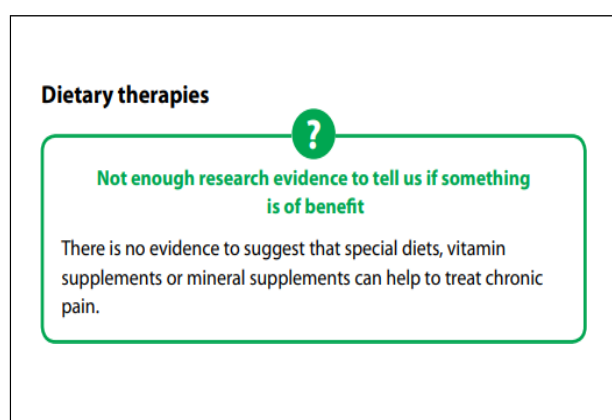 Dietary therapies
?
Not enough research evidence to tell us if something
is of benefit
There is no evidence to suggest that special diets, vitamin
supplements or mineral supplements can help to treat chronic
pain.